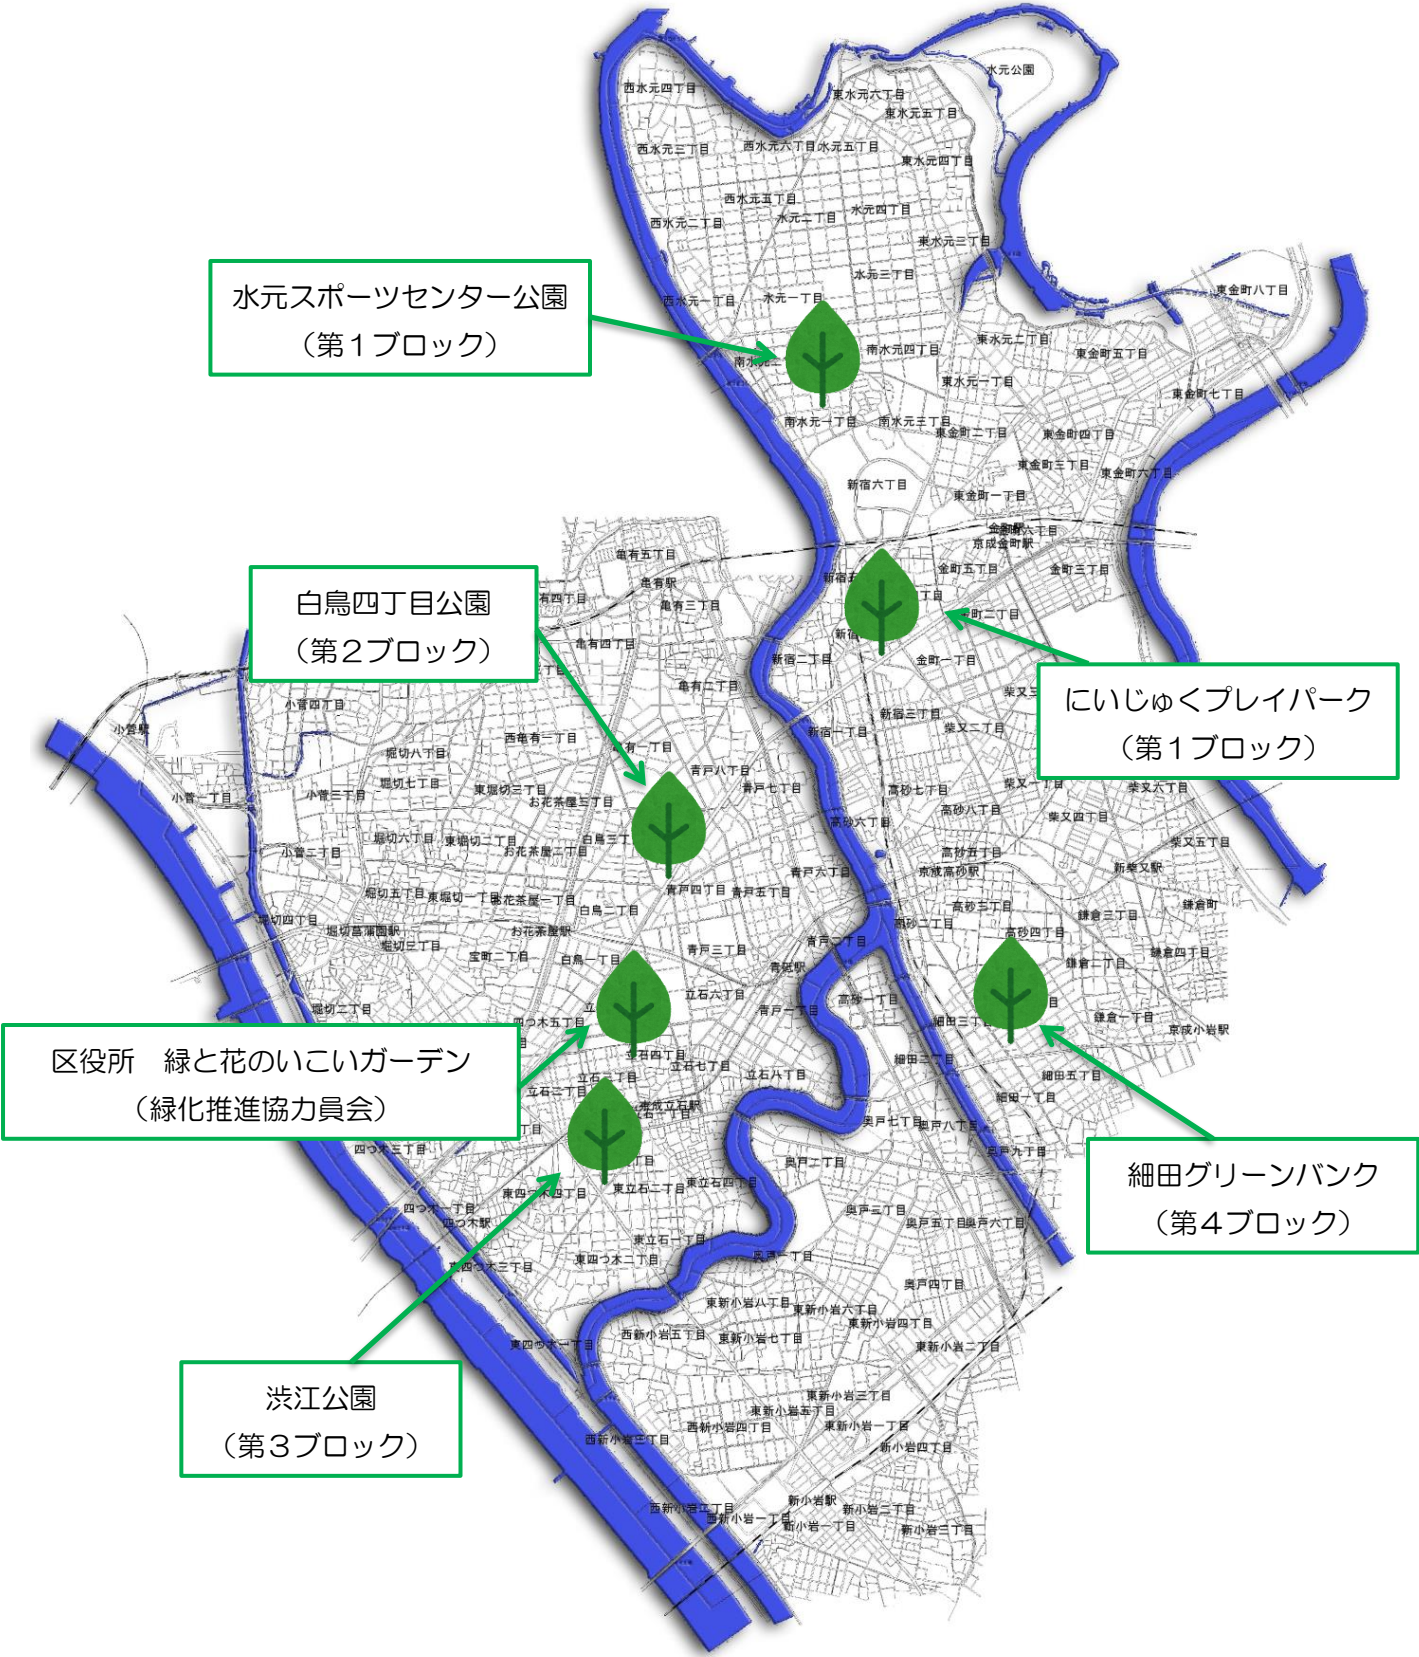 水元公園
西水元四丁目
東水元六丁目
東水元五丁目
西水元三丁目
西水元六丁目
水元五丁目
東水元四丁目
西水元五丁目
西水元二丁目
水元二丁目
水元四丁目
東水元三丁目
水元三丁目
東金町八丁目
西水元一丁目
水元一丁目
水元スポーツセンター公園
（第１ブロック）
東水元二丁目
南水元四丁目
東金町五丁目
東水元一丁目
東金町七丁目
南水元一丁目
南水元三丁目
東金町二丁目
東金町四丁目
東金町三丁目
東金町六丁目
新宿六丁目
東金町一丁目
京成金町駅
亀有五丁目
金町五丁目
金町三丁目
亀有駅
白鳥四丁目公園
（第２ブロック）
亀有三丁目
亀有四丁目
新宿二丁目
金町一丁目
にいじゅくプレイパーク
（第１ブロック）
亀有二丁目
小菅四丁目
新宿三丁目
柴又二丁目
小菅駅
新宿一丁目
西亀有一丁目
堀切八丁目
青戸八丁目
堀切七丁目
東堀切三丁目
青戸七丁目
高砂七丁目
柴又一丁目
柴又六丁目
小菅一丁目
小菅三丁目
お花茶屋三丁目
高砂八丁目
柴又四丁目
高砂六丁目
堀切六丁目
東堀切二丁目
お花茶屋二丁目
小菅二丁目
高砂五丁目
柴又五丁目
京成高砂駅
新柴又駅
青戸六丁目
堀切五丁目
東堀切一丁目
お花茶屋一丁目
青戸四丁目
青戸五丁目
白鳥二丁目
高砂三丁目
鎌倉三丁目
鎌倉町
堀切四丁目
堀切菖蒲園駅
お花茶屋駅
高砂二丁目
高砂四丁目
堀切三丁目
宝町二丁目
白鳥一丁目
青戸三丁目
青戸二丁目
青砥駅
鎌倉二丁目
鎌倉四丁目
立石六丁目
高砂一丁目
堀切二丁目
四つ木五丁目
青戸一丁目
鎌倉一丁目
京成小岩駅
区役所　緑と花のいこいガーデン
（緑化推進協力員会）
立石四丁目
立石七丁目
立石八丁目
細田二丁目
細田五丁目
細田一丁目
奥戸七丁目
奥戸八丁目
四つ木三丁目
奥戸二丁目
奥戸九丁目
細田グリーンバンク
（第４ブロック）
東四つ木四丁目
東立石二丁目
東立石四丁目
四つ木一丁目
四つ木駅
奥戸三丁目
奥戸五丁目
奥戸六丁目
東立石一丁目
東四つ木三丁目
東四つ木二丁目
奥戸一丁目
奥戸四丁目
東新小岩八丁目
東新小岩六丁目
東新小岩四丁目
西新小岩五丁目
東新小岩七丁目
東新小岩二丁目
東四つ木一丁目
渋江公園
（第３ブロック）
東新小岩三丁目
東新小岩五丁目
西新小岩四丁目
東新小岩一丁目
西新小岩三丁目
新小岩四丁目
西新小岩二丁目
西新小岩一丁目
新小岩駅
新小岩二丁目
新小岩一丁目
新小岩三丁目